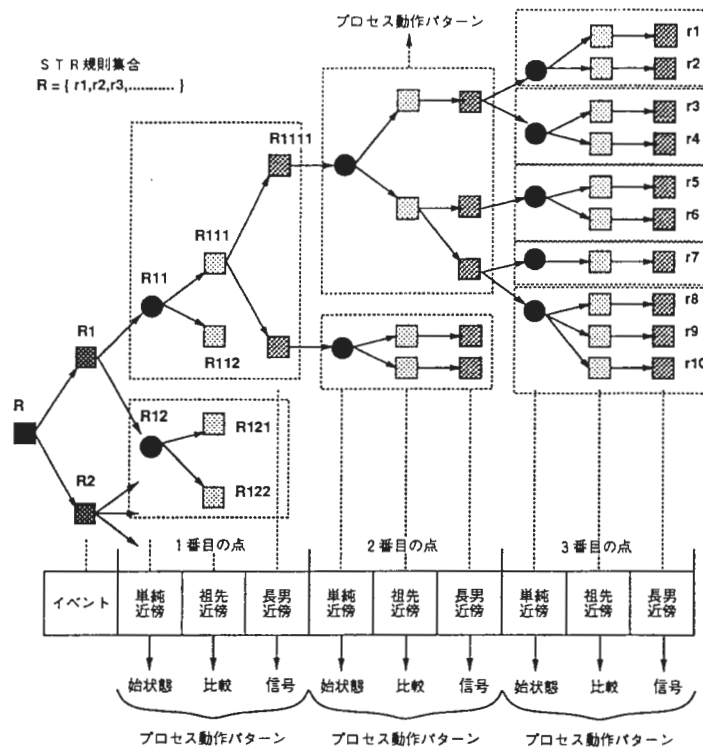 プロセス動作パターン
ＳＴＲ規則集合
R = { r1,r2,r3,........... }
r1
r2
r3
r4
r5
r6
r7
r8
r9
r10
R1111
R111
R11
R112
R1
R
R12
R121
R2
R122
1番目の点
2番目の点
3番目の点
イベント
単純近傍
祖先近傍
長男近傍
単純近傍
祖先近傍
長男近傍
単純近傍
祖先近傍
長男近傍
始状態
比較
信号
始状態
比較
信号
始状態
比較
信号
プロセス動作パターン
プロセス動作パターン
プロセス動作パターン